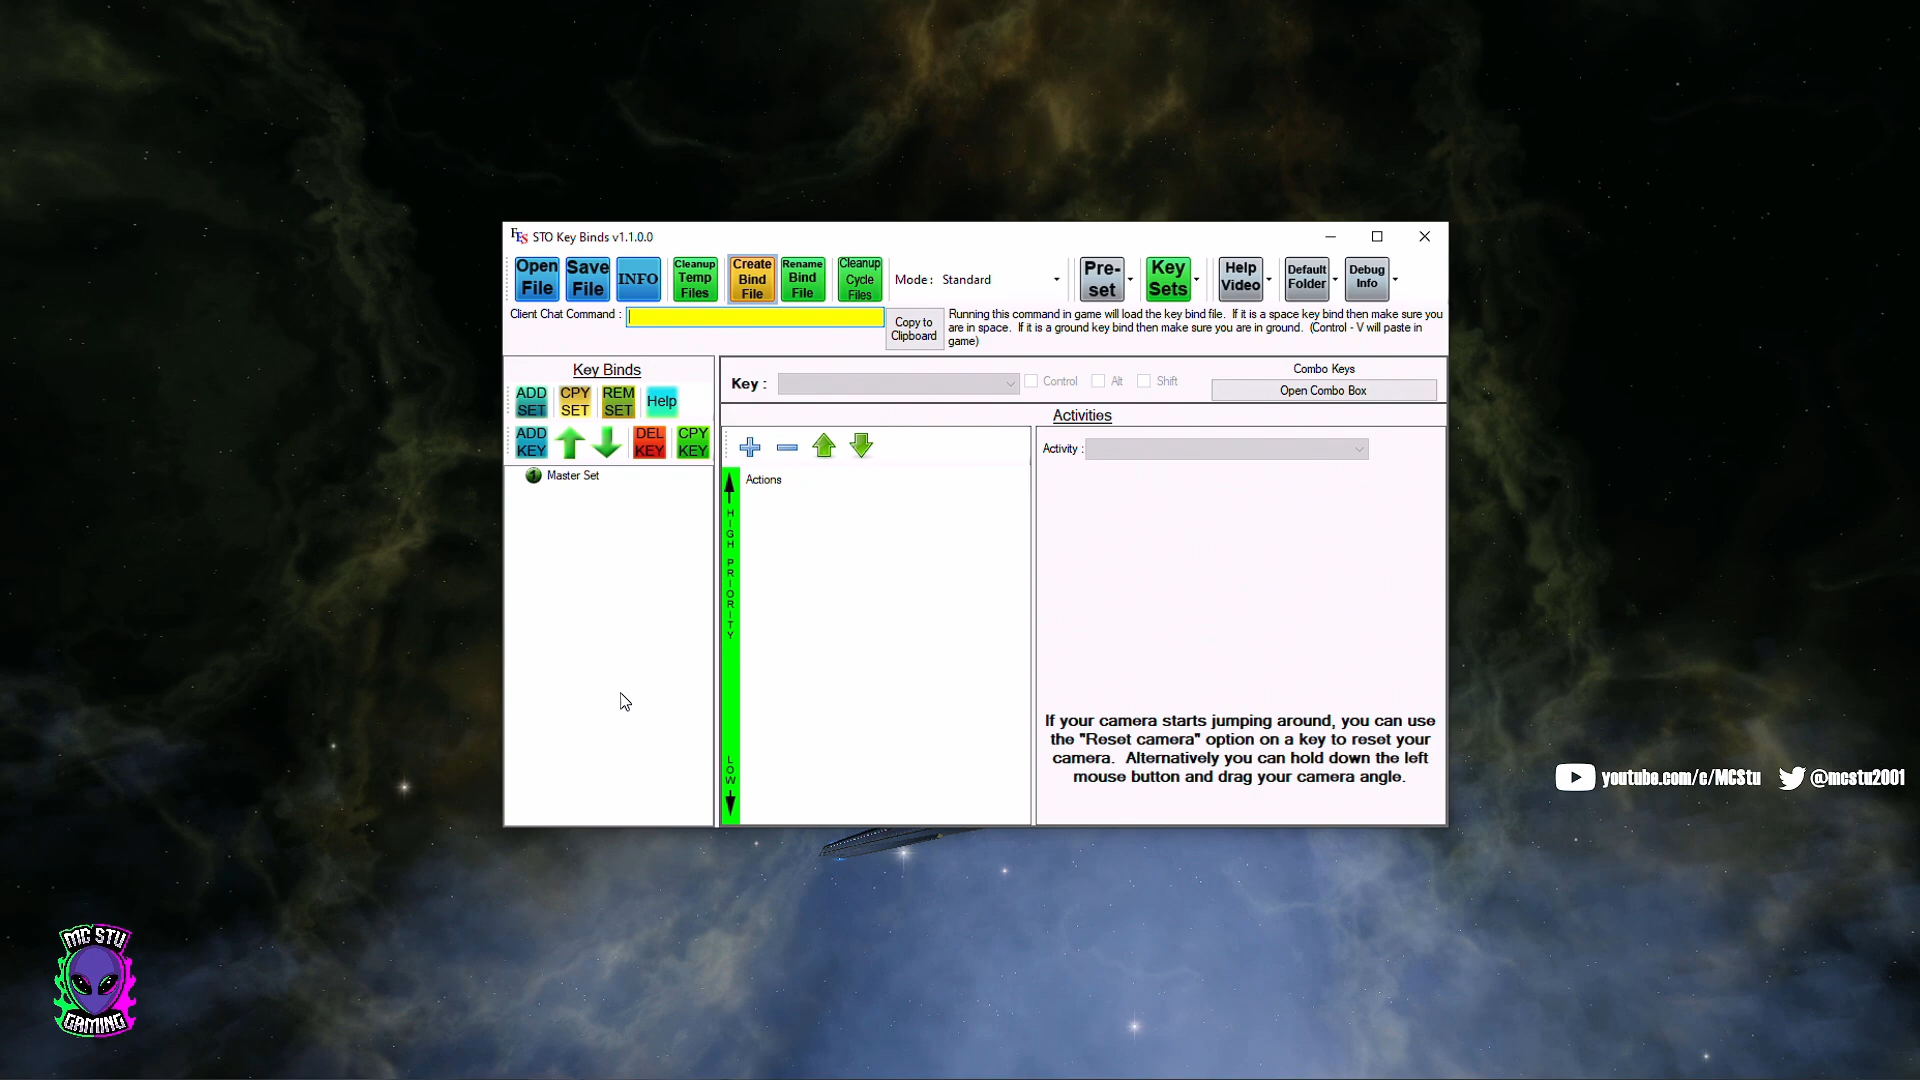 FES STO Key Binds v1.1.0.0
Open File
Save File
INFO
Cleanup Temp Files
Create Bind File
Rename Bind File
Cleanup Cycle Files
Mode : Standard
Pre-set
Key Sets
Help Video
Default Folder
Debug Info
Client Chat Command :
Copy to Clipboard
Running this command in game will load the key bind file. If it is a space key bind then make sure you
are in space. If it is a ground key bind then make sure you are in ground. (Control - V will paste in
game)
Key Binds
ADD SET
CPY SET
REM SET
Help
ADD KEY
DEL KEY
CPY KEY
1 Master Set
Key :
Control
Alt
Shift
Combo Keys
Open Combo Box
Activities
Actions
HIGH PRIORITY
LOW
Activity :
If your camera starts jumping around, you can use
the "Reset camera" option on a key to reset your
camera. Alternatively you can hold down the left
mouse button and drag your camera angle.
youtube.com/c/MCStu @mcstu2001
MC STU
GAMING